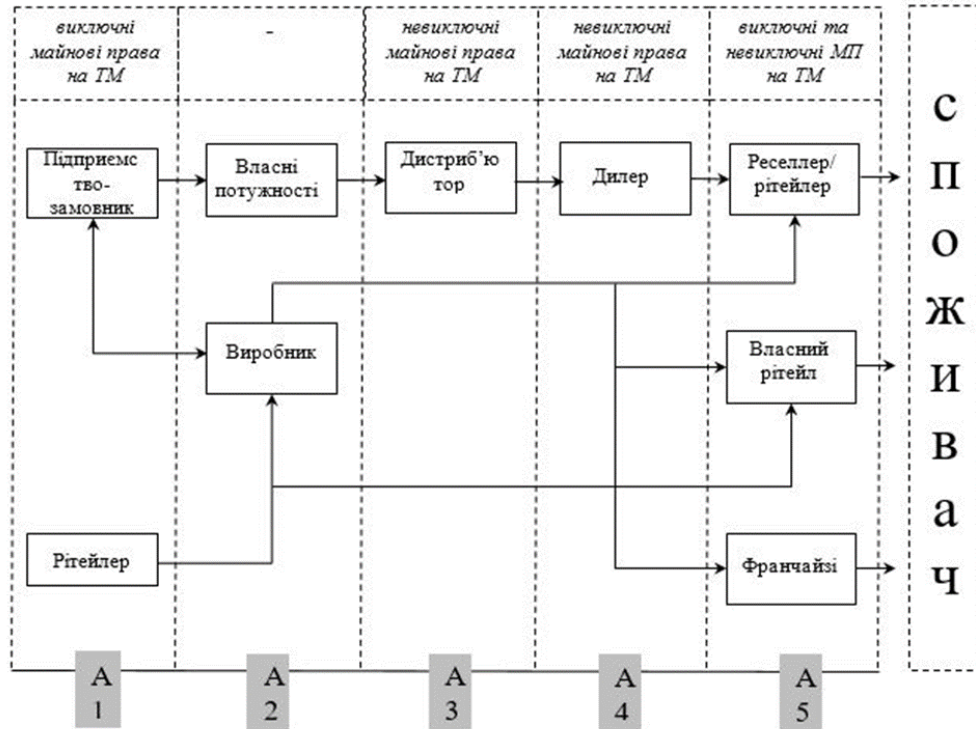 виключні
майнові права
на ТМ
-
невиключні
майнові права
на ТМ
невиключні
майнові права
на ТМ
виключні та
невиключні МП
на ТМ
Підприємс
тво-
замовник
Власні
потужності
Дистриб’ю
тор
Дилер
Реселлер/
рітейлер
Виробник
Власний
рітейл
Рітейлер
Франчайзі
А
1
А
2
А
3
А
4
А
5
с
п
о
ж
и
в
а
ч